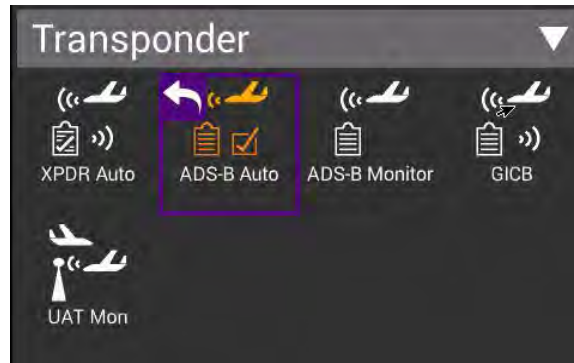 Transponder
XPDR Auto
ADS-B Auto
ADS-B Monitor
GICB
UAT Mon